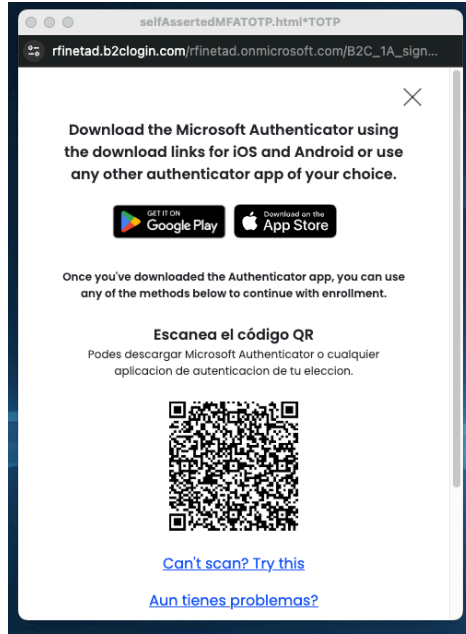 selfAssertedMFATOTP.html*TOTP
rfinetad.b2clogin.com/rfinetad.onmicrosoft.com/B2C_1A_sign...
Download the Microsoft Authenticator using
the download links for iOS and Android or use
any other authenticator app of your choice.
GET IT ON
Google Play
Download on the
App Store
Once you've downloaded the Authenticator app, you can use
any of the methods below to continue with enrollment.
Escanea el código QR
Podes descargar Microsoft Authenticator o cualquier
aplicacion de autenticacion de tu eleccion.
Can't scan? Try this
Aun tienes problemas?